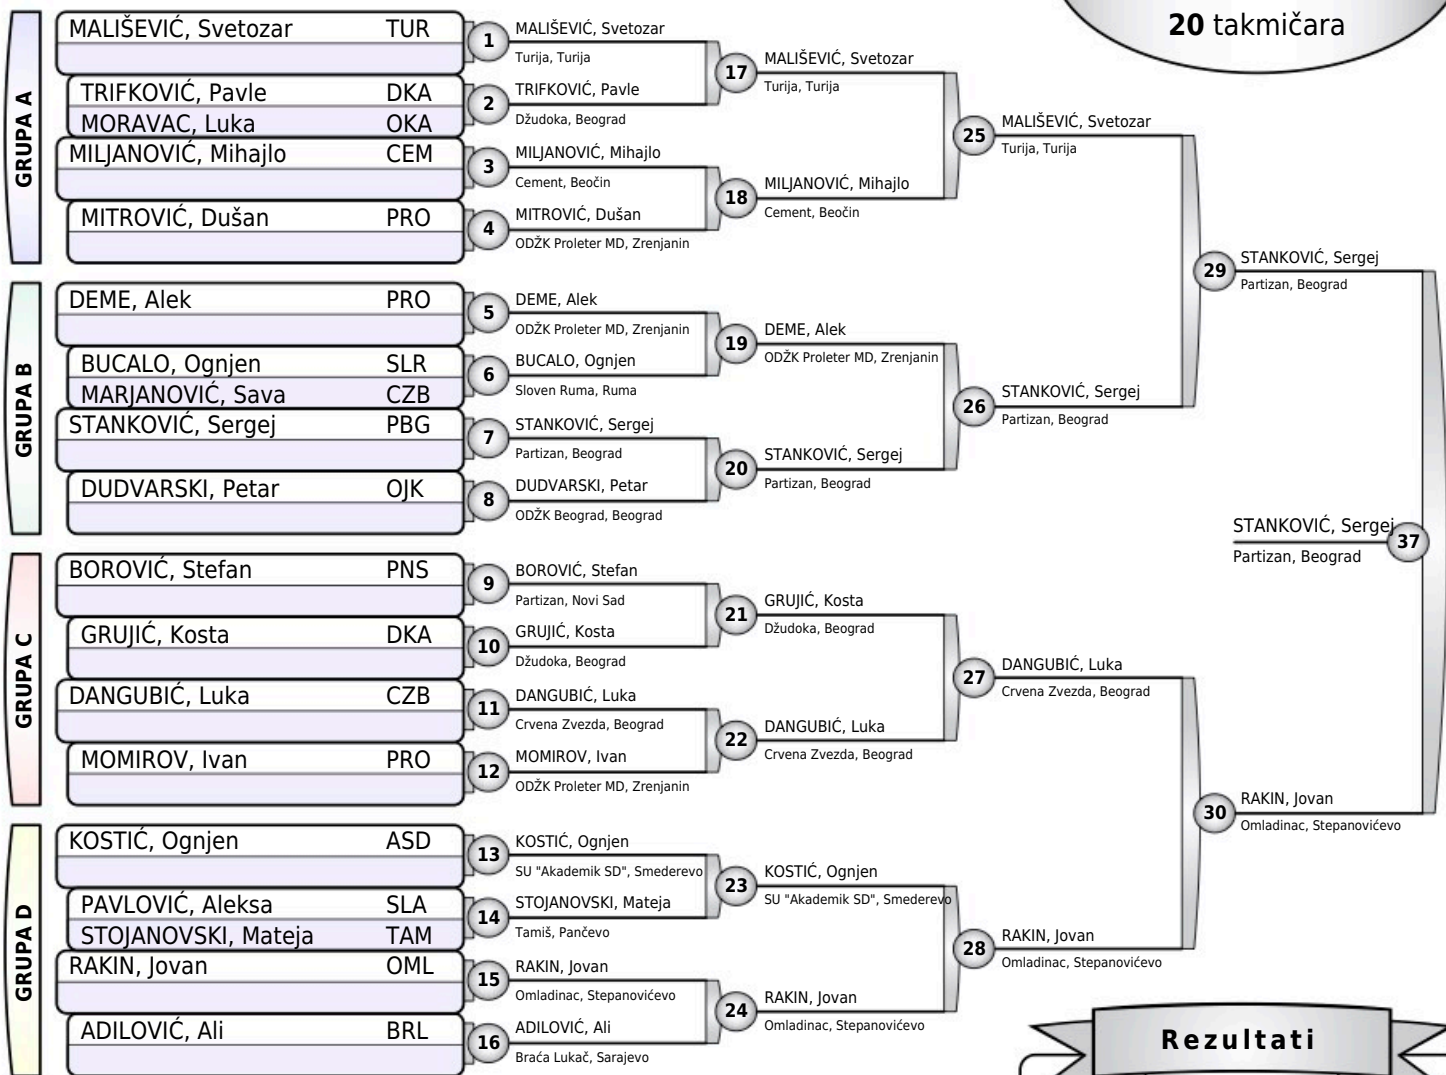 20 takmičara
GRUPA A
MALIŠEVIĆ, Svetozar TUR
TRIFKOVIĆ, Pavle DKA
MORAVAC, Luka OKA
MILJANOVIĆ, Mihajlo CEM
MITROVIĆ, Dušan PRO
GRUPA B
DEME, Alek PRO
BUCALO, Ognjen SLR
MARJANOVIĆ, Sava CZB
STANKOVIĆ, Sergej PBG
DUDVARSKI, Petar OJK
GRUPA C
BOROVIĆ, Stefan PNS
GRUJIĆ, Kosta DKA
DANGUBIĆ, Luka CZB
MOMIROV, Ivan PRO
GRUPA D
KOSTIĆ, Ognjen ASD
PAVLOVIĆ, Aleksa SLA
STOJANOVSKI, Mateja TAM
RAKIN, Jovan OML
ADILOVIĆ, Ali BRL
1 MALIŠEVIĆ, Svetozar
Turija, Turija
2 TRIFKOVIĆ, Pavle
Džudoka, Beograd
3 MILJANOVIĆ, Mihajlo
Cement, Beočin
4 MITROVIĆ, Dušan
ODŽK Proleter MD, Zrenjanin
5 DEME, Alek
ODŽK Proleter MD, Zrenjanin
6 BUCALO, Ognjen
Sloven Ruma, Ruma
7 STANKOVIĆ, Sergej
Partizan, Beograd
8 DUDVARSKI, Petar
ODŽK Beograd, Beograd
9 BOROVIĆ, Stefan
Partizan, Novi Sad
10 GRUJIĆ, Kosta
Džudoka, Beograd
11 DANGUBIĆ, Luka
Crvena Zvezda, Beograd
12 MOMIROV, Ivan
ODŽK Proleter MD, Zrenjanin
13 KOSTIĆ, Ognjen
SU "Akademik SD", Smederevo
14 STOJANOVSKI, Mateja
Tamiš, Pančevo
15 RAKIN, Jovan
Omladinac, Stepanovićevo
16 ADILOVIĆ, Ali
Braća Lukač, Sarajevo
17 MALIŠEVIĆ, Svetozar
Turija, Turija
18 MILJANOVIĆ, Mihajlo
Cement, Beočin
19 DEME, Alek
ODŽK Proleter MD, Zrenjanin
20 STANKOVIĆ, Sergej
Partizan, Beograd
21 GRUJIĆ, Kosta
Džudoka, Beograd
22 DANGUBIĆ, Luka
Crvena Zvezda, Beograd
23 KOSTIĆ, Ognjen
SU "Akademik SD", Smederevo
24 RAKIN, Jovan
Omladinac, Stepanovićevo
25 MALIŠEVIĆ, Svetozar
Turija, Turija
26 STANKOVIĆ, Sergej
Partizan, Beograd
27 DANGUBIĆ, Luka
Crvena Zvezda, Beograd
28 RAKIN, Jovan
Omladinac, Stepanovićevo
29 STANKOVIĆ, Sergej
Partizan, Beograd
30 RAKIN, Jovan
Omladinac, Stepanovićevo
STANKOVIĆ, Sergej 37
Partizan, Beograd
Rezultati